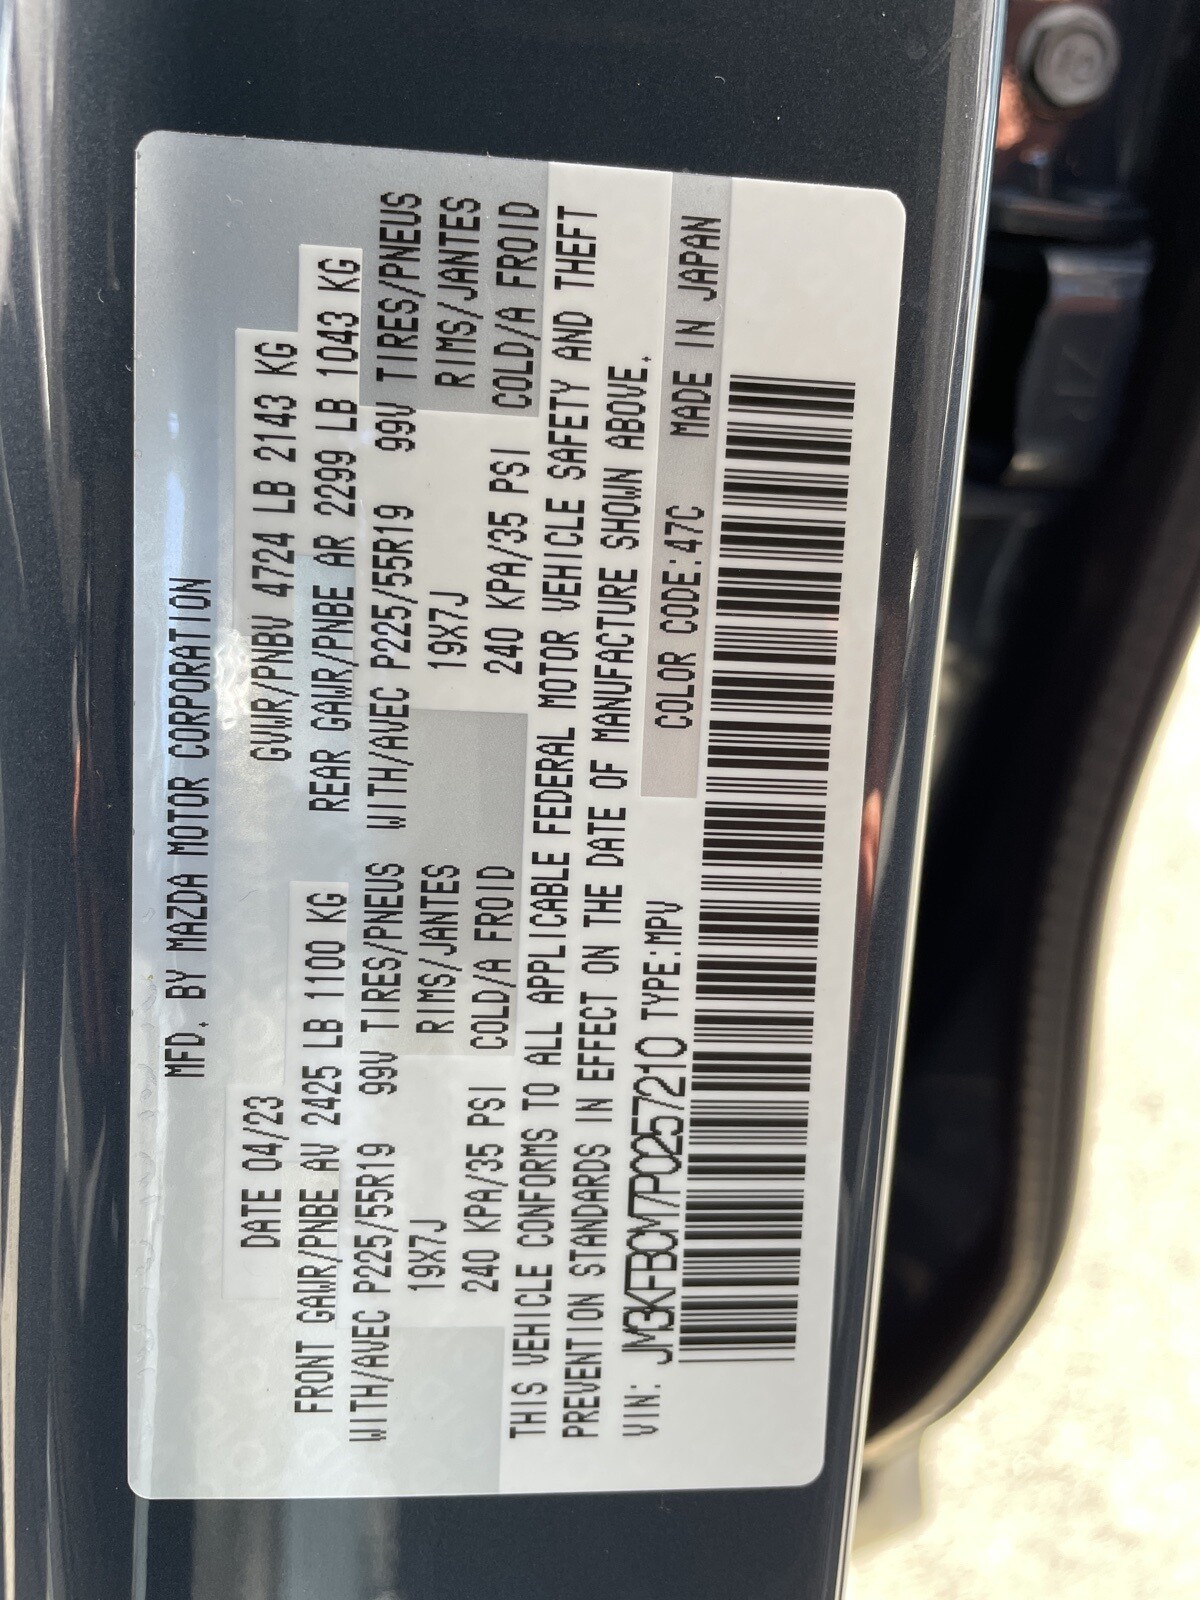 MFD. BY MAZDA MOTOR CORPORATION
DATE 04/23 GVWR/PNBV 4724 LB 2143 KG
FRONT GAWR/PNBE AV 2425 LB 1100 KG REAR GAWR/PNBE AR 2299 LB 1043 KG
WITH/AVEC P225/55R19 99V TIRES/PNEUS WITH/AVEC P225/55R19 99V TIRES/PNEUS
19X7J RIMS/JANTES 19X7J RIMS/JANTES
240 KPA/35 PSI COLD/A FROID 240 KPA/35 PSI COLD/A FROID
THIS VEHICLE CONFORMS TO ALL APPLICABLE FEDERAL MOTOR VEHICLE SAFETY AND THEFT
PREVENTION STANDARDS IN EFFECT ON THE DATE OF MANUFACTURE SHOWN ABOVE.
VIN: JM3KFBCM7P0257210 TYPE:MPV COLOR CODE:47C MADE IN JAPAN